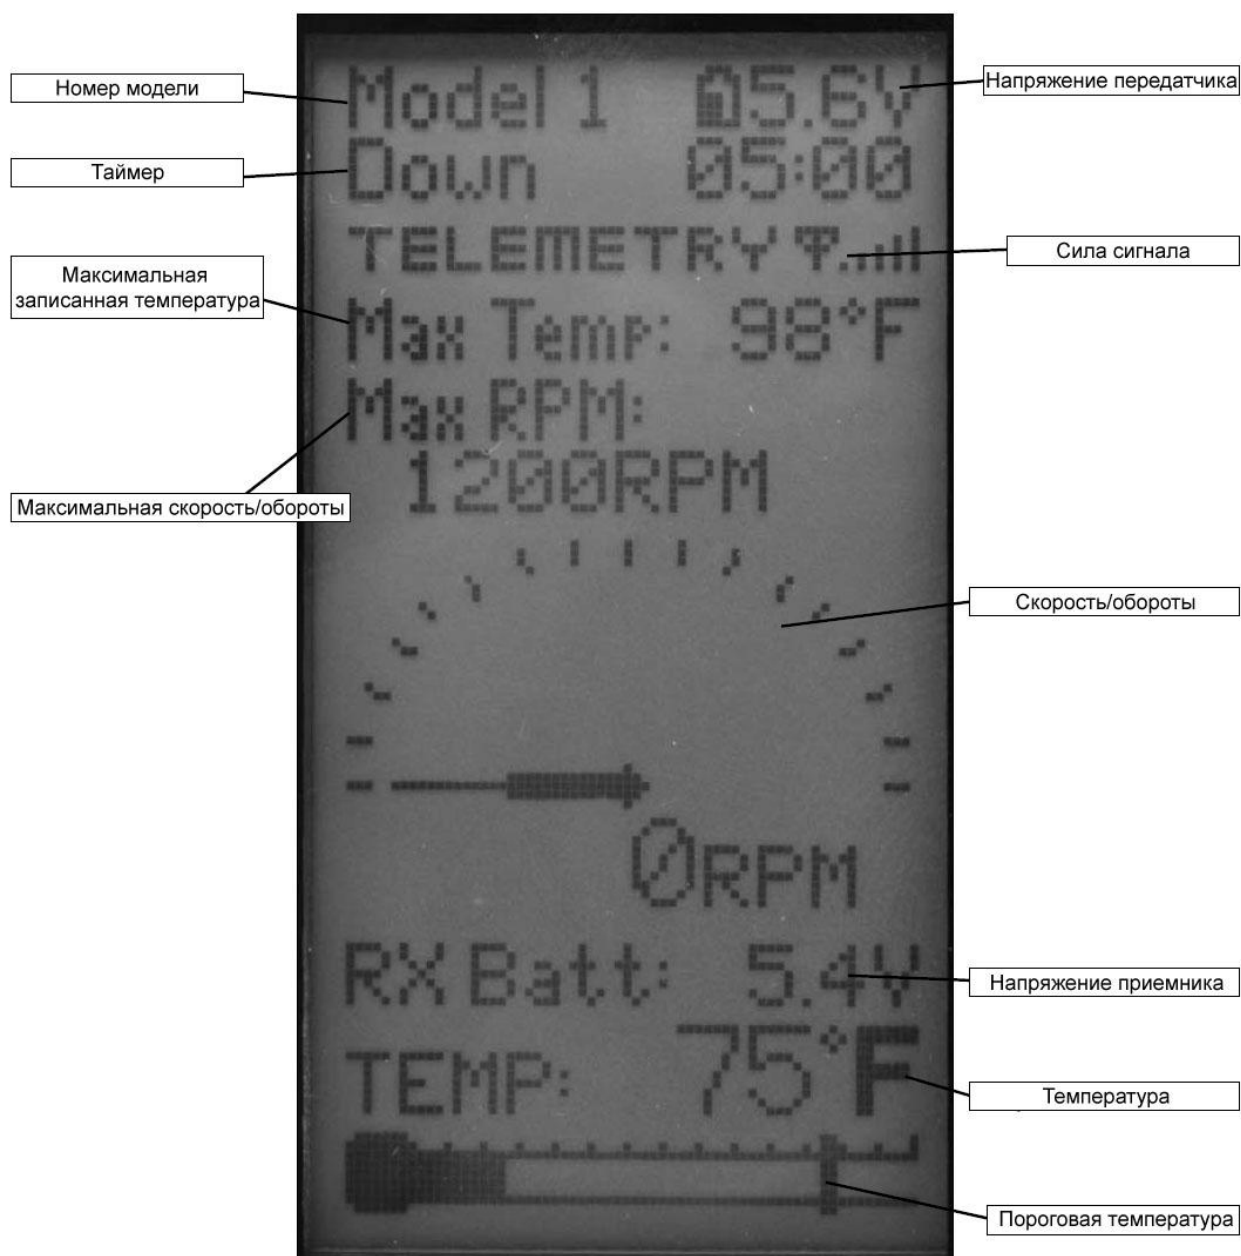 Номер модели
Model 1 5.6V
Напряжение передатчика
Таймер
Down 05:00
TELEMETRY
Сила сигнала
Максимальная
записанная температура
Max Temp: 98°F
Max RPM:
1200RPM
Максимальная скорость/обороты
Скорость/обороты
0RPM
RX Batt: 5.4V
Напряжение приемника
TEMP: 75°F
Температура
Пороговая температура